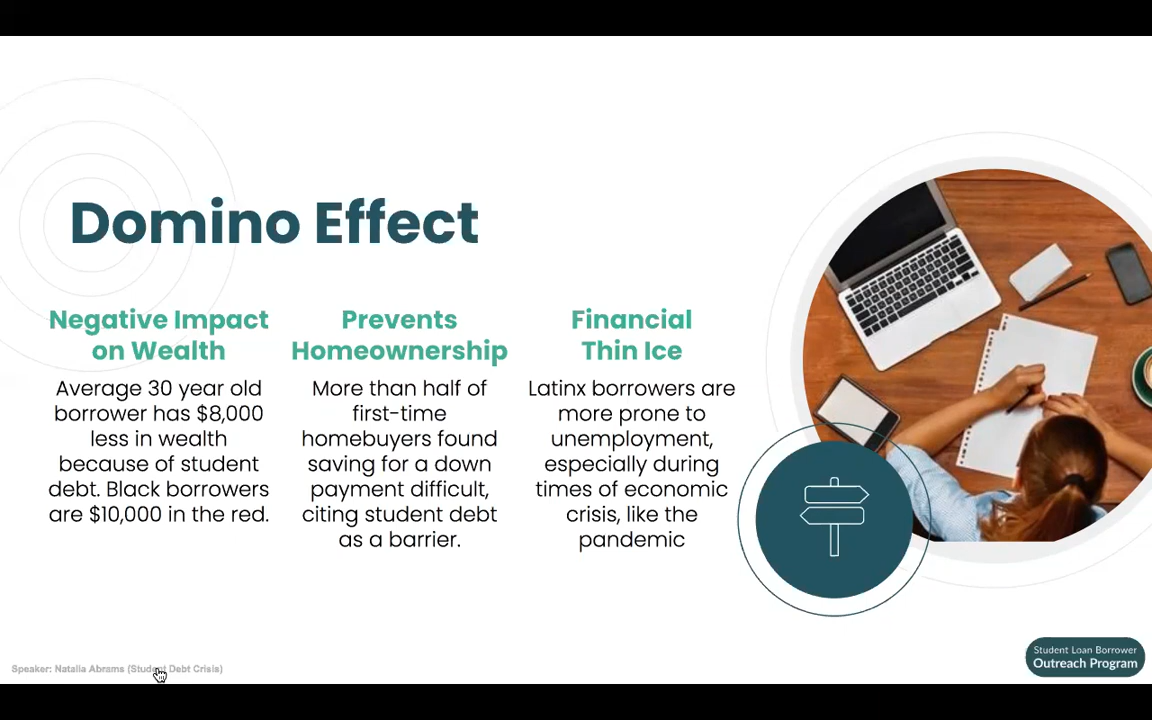 Domino Effect
Negative Impact
on Wealth
Average 30 year old
borrower has $8,000
less in wealth
because of student
debt. Black borrowers
are $10,000 in the red.
Prevents
Homeownership
More than half of
first-time
homebuyers found
saving for a down
payment difficult,
citing student debt
as a barrier.
Financial
Thin Ice
Latinx borrowers are
more prone to
unemployment,
especially during
times of economic
crisis, like the
pandemic
Speaker: Natalia Abrams (Student Debt Crisis)
Student Loan Borrower
Outreach Program